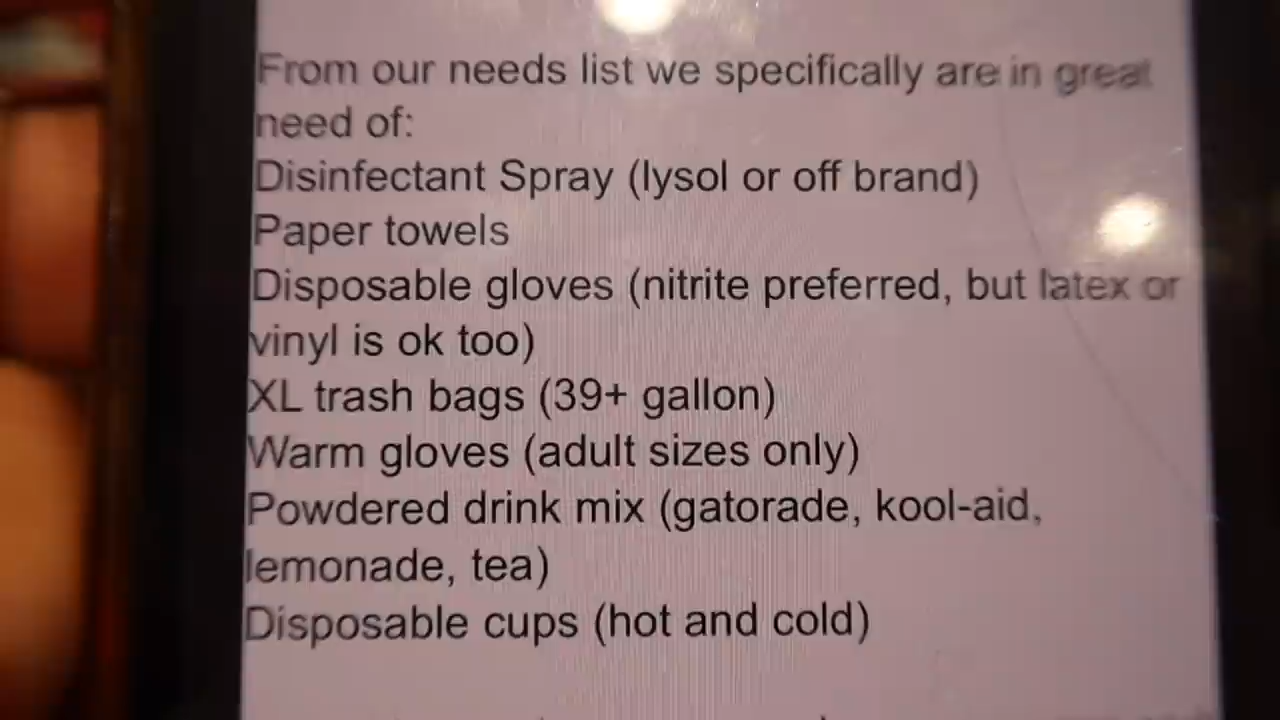 From our needs list we specifically are in great
need of:
Disinfectant Spray (lysol or off brand)
Paper towels
Disposable gloves (nitrite preferred, but latex or
vinyl is ok too)
XL trash bags (39+ gallon)
Warm gloves (adult sizes only)
Powdered drink mix (gatorade, kool-aid,
lemonade, tea)
Disposable cups (hot and cold)